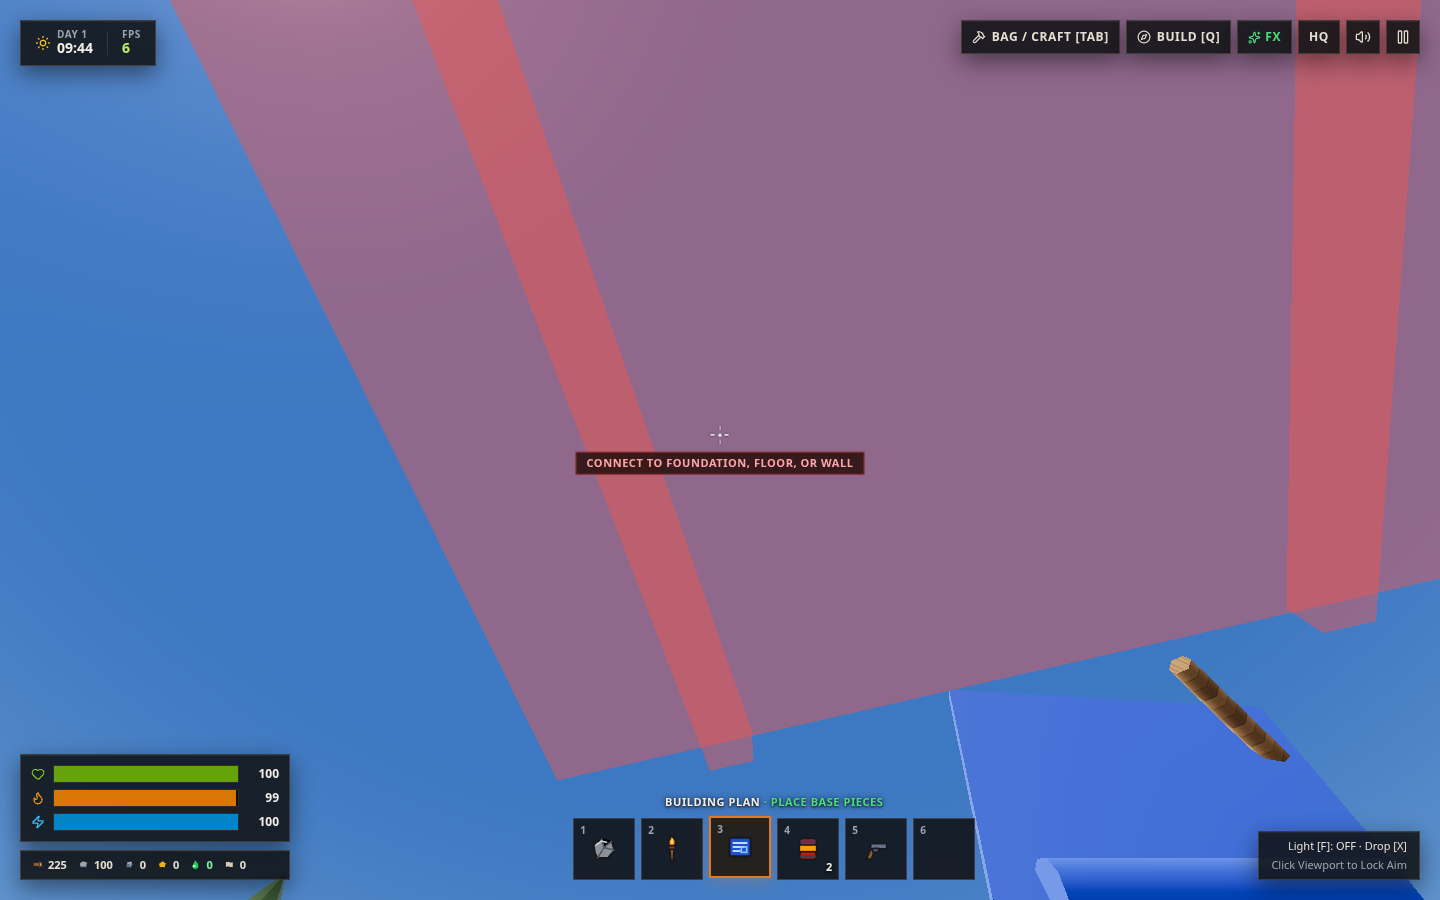 DAY 1
09:44
FPS
6
BAG / CRAFT [TAB]
BUILD [Q]
FX
HQ
CONNECT TO FOUNDATION, FLOOR, OR WALL
100
99
100
225
100
0
0
0
0
BUILDING PLAN · PLACE BASE PIECES
1
2
3
4
2
5
6
Light [F]: OFF · Drop [X]
Click Viewport to Lock Aim